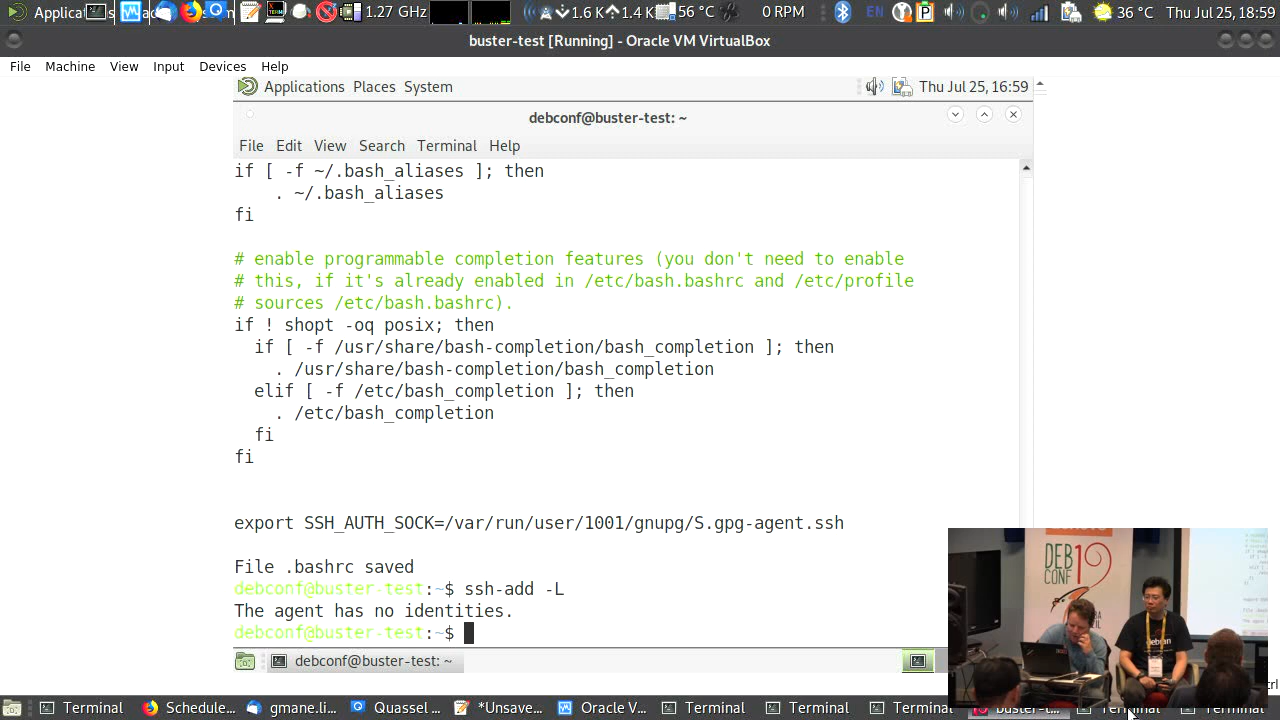 Applications
1.27 GHz
1.6 K
1.4 K
56 °C
0 RPM
EN
36 °C
Thu Jul 25, 18:59
buster-test [Running] - Oracle VM VirtualBox
File Machine View Input Devices Help
Applications Places System
Thu Jul 25, 16:59
debconf@buster-test: ~
File Edit View Search Terminal Help
if [ -f ~/.bash_aliases ]; then
    . ~/.bash_aliases
fi
# enable programmable completion features (you don't need to enable
# this, if it's already enabled in /etc/bash.bashrc and /etc/profile
# sources /etc/bash.bashrc).
if ! shopt -oq posix; then
  if [ -f /usr/share/bash-completion/bash_completion ]; then
    . /usr/share/bash-completion/bash_completion
  elif [ -f /etc/bash_completion ]; then
    . /etc/bash_completion
  fi
fi
export SSH_AUTH_SOCK=/var/run/user/1001/gnupg/S.gpg-agent.ssh
File .bashrc saved
debconf@buster-test:~$ ssh-add -L
The agent has no identities.
debconf@buster-test:~$
DEB
CONF 19
debian
debconf@buster-test: ~
Terminal
Schedule...
gmane.li...
Quassel ...
*Unsave...
Oracle V...
Terminal
Terminal
Terminal
buster-t...
Terminal
Terminal